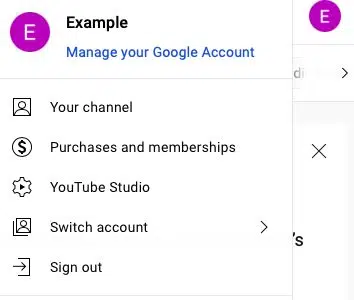 E
Example
Manage your Google Account
E
di
Your channel
Purchases and memberships
YouTube Studio
Switch account
's
Sign out